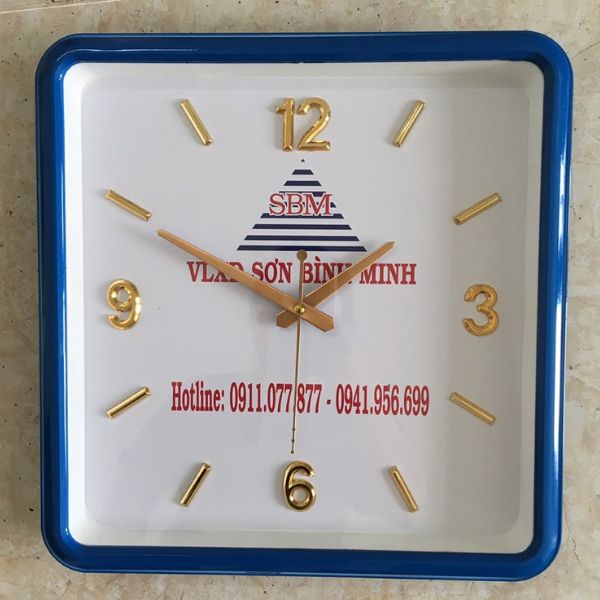 12
SBM
VLXD SƠN BÌNH MINH
9
3
Hotline: 0911.077.877 - 0941.956.699
6